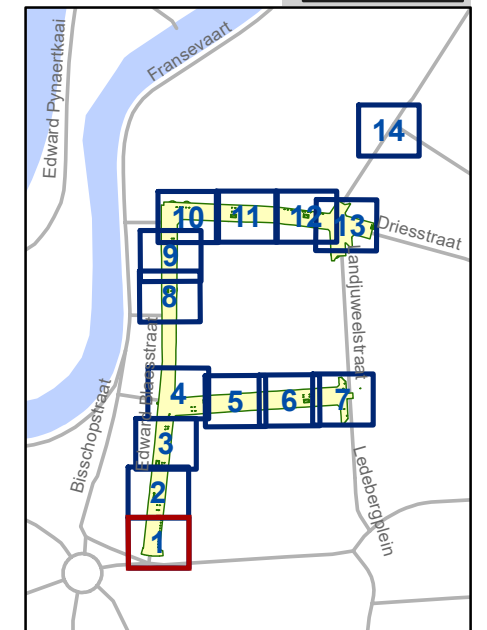 Edward Pynaertkaai
Fransevaart
14
10
11
12
13
Driesstraat
9
8
Landjuweelstraat
Edward Blaesstraat
4
5
6
7
Bisschopstraat
3
2
Ledebergplein
1